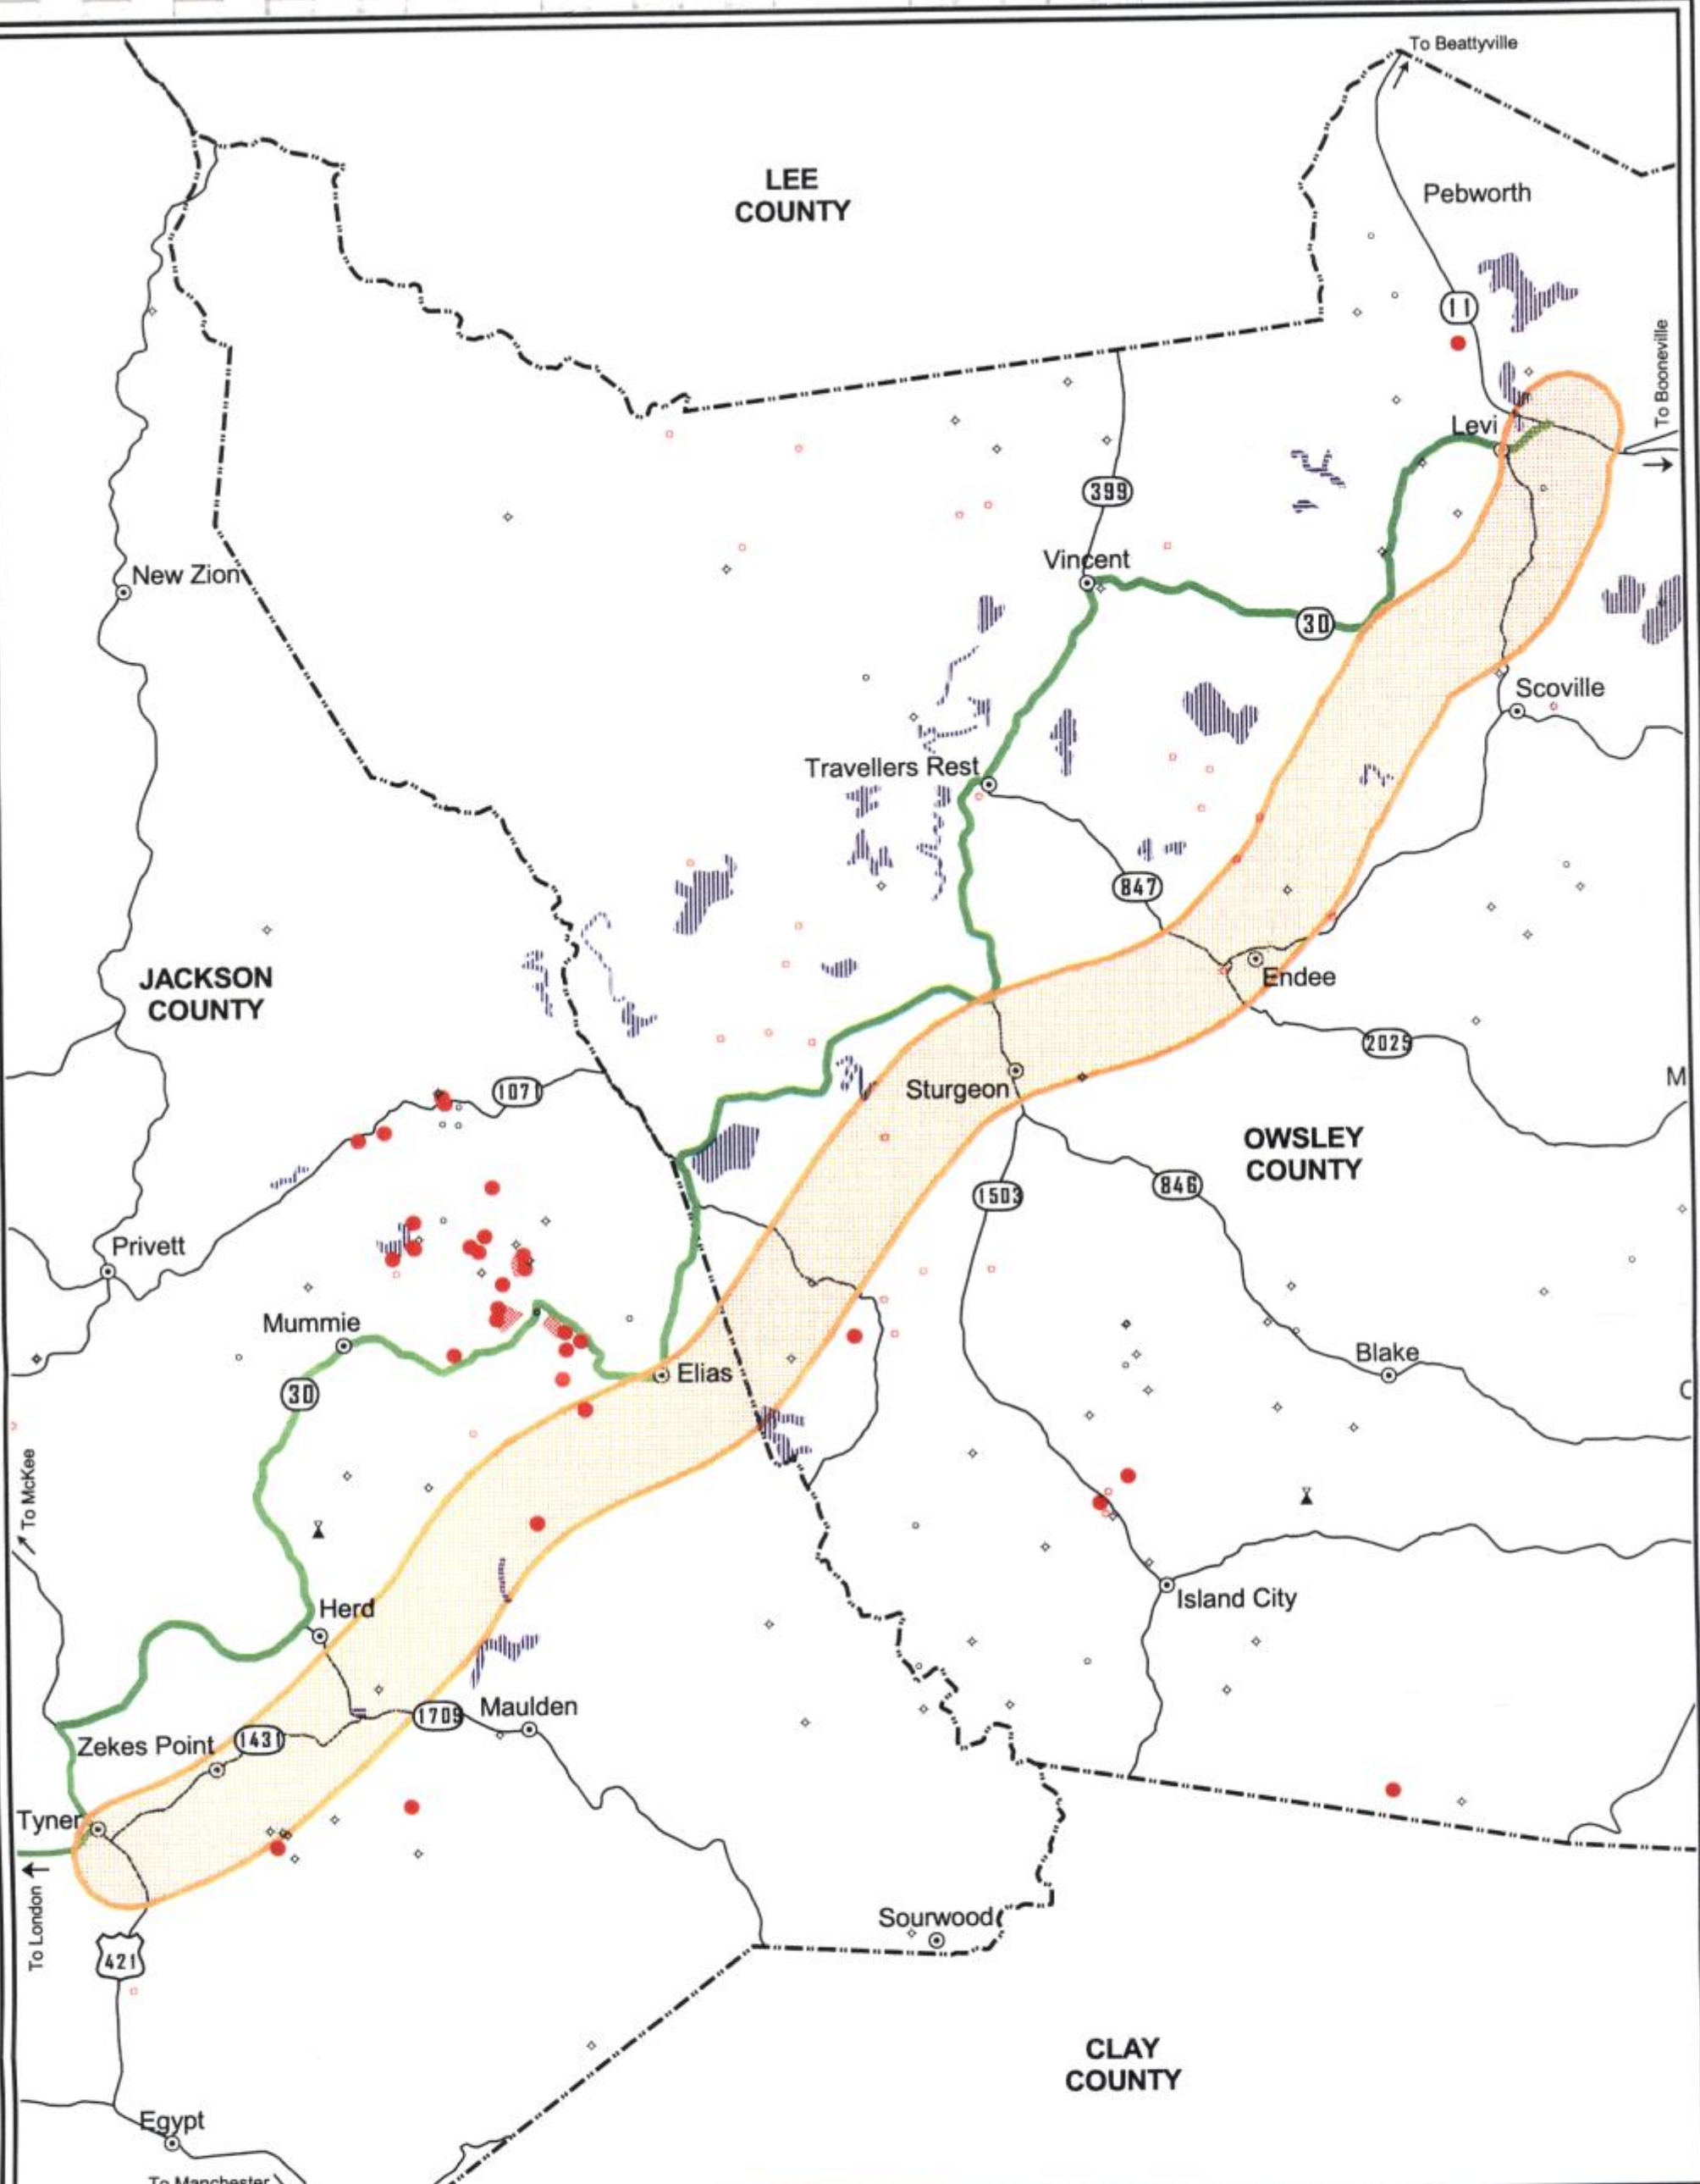 To Beattyville
LEE
COUNTY
Pebworth
11
To Booneville
Levi
399
Vincent
New Zion
30
Scoville
Travellers Rest
847
JACKSON
COUNTY
Endee
2025
1071
Sturgeon
M
OWSLEY
COUNTY
846
1503
Privett
Mummie
Blake
Elias
30
C
To McKee
Island City
Herd
1709
Maulden
Zekes Point
1431
Tyner
To London
Sourwood
421
CLAY
COUNTY
Egypt
To Manchester